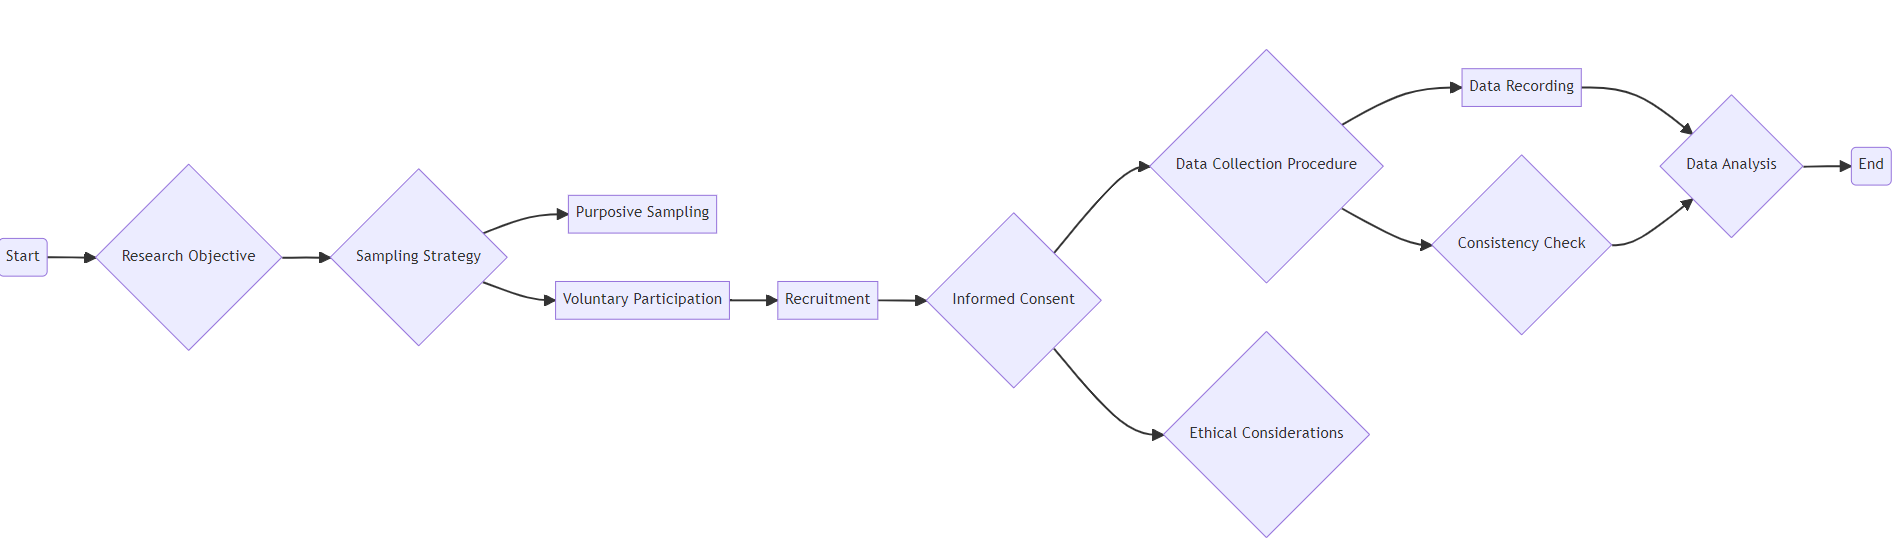 Start
Research Objective
Sampling Strategy
Purposive Sampling
Voluntary Participation
Recruitment
Informed Consent
Data Collection Procedure
Ethical Considerations
Data Recording
Consistency Check
Data Analysis
End